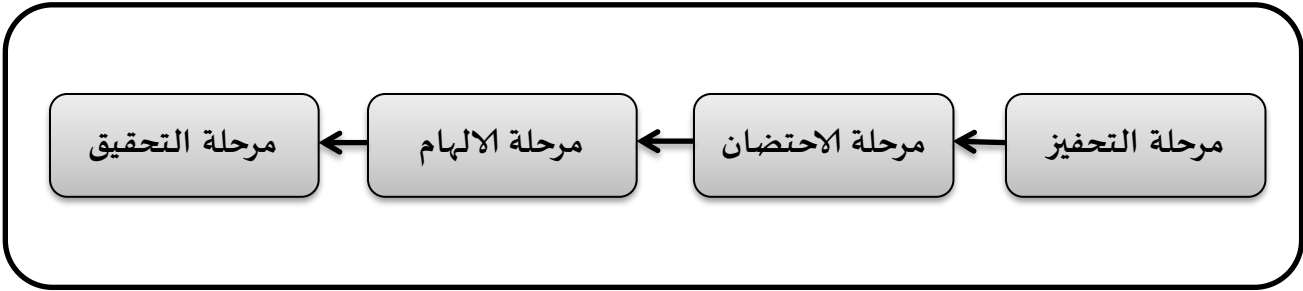 مرحلة التحفيز
مرحلة الاحتضان
مرحلة الالهام
مرحلة التحقيق